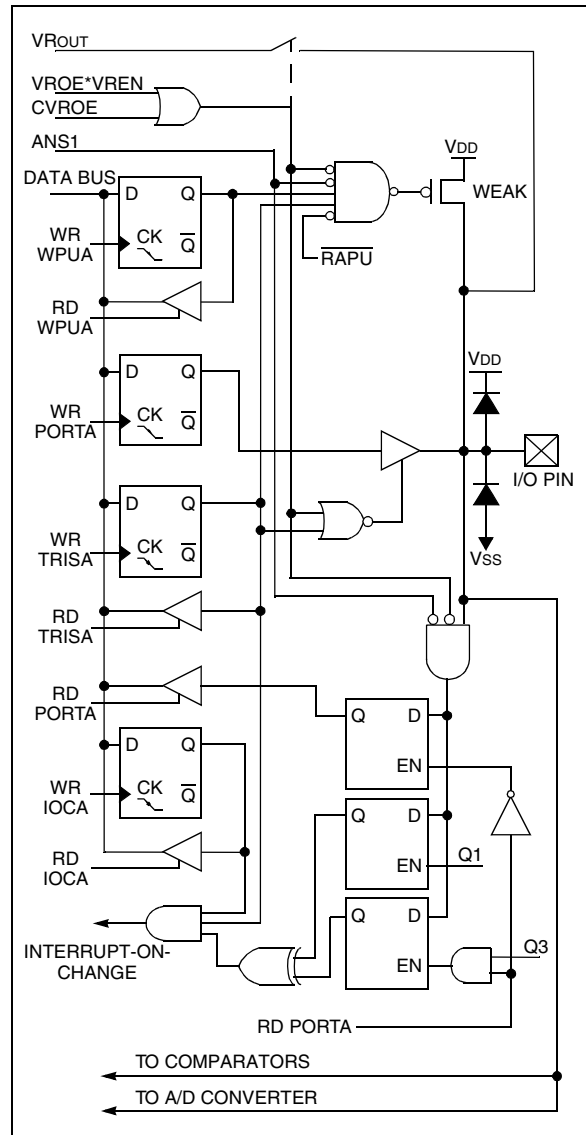 VROUT
VROE*VREN
CVROE
ANS1
VDD
DATA BUS
D Q
WEAK
WR
WPUA
CK Q
RAPU
RD
WPUA
VDD
D Q
WR
PORTA
CK Q
I/O PIN
D Q
WR
TRISA
CK Q
VSS
RD
TRISA
RD
PORTA
Q D
EN
D Q
WR
IOCA
CK Q
Q D
EN
Q1
RD
IOCA
Q D
EN
Q3
INTERRUPT-ON-
CHANGE
RD PORTA
TO COMPARATORS
TO A/D CONVERTER